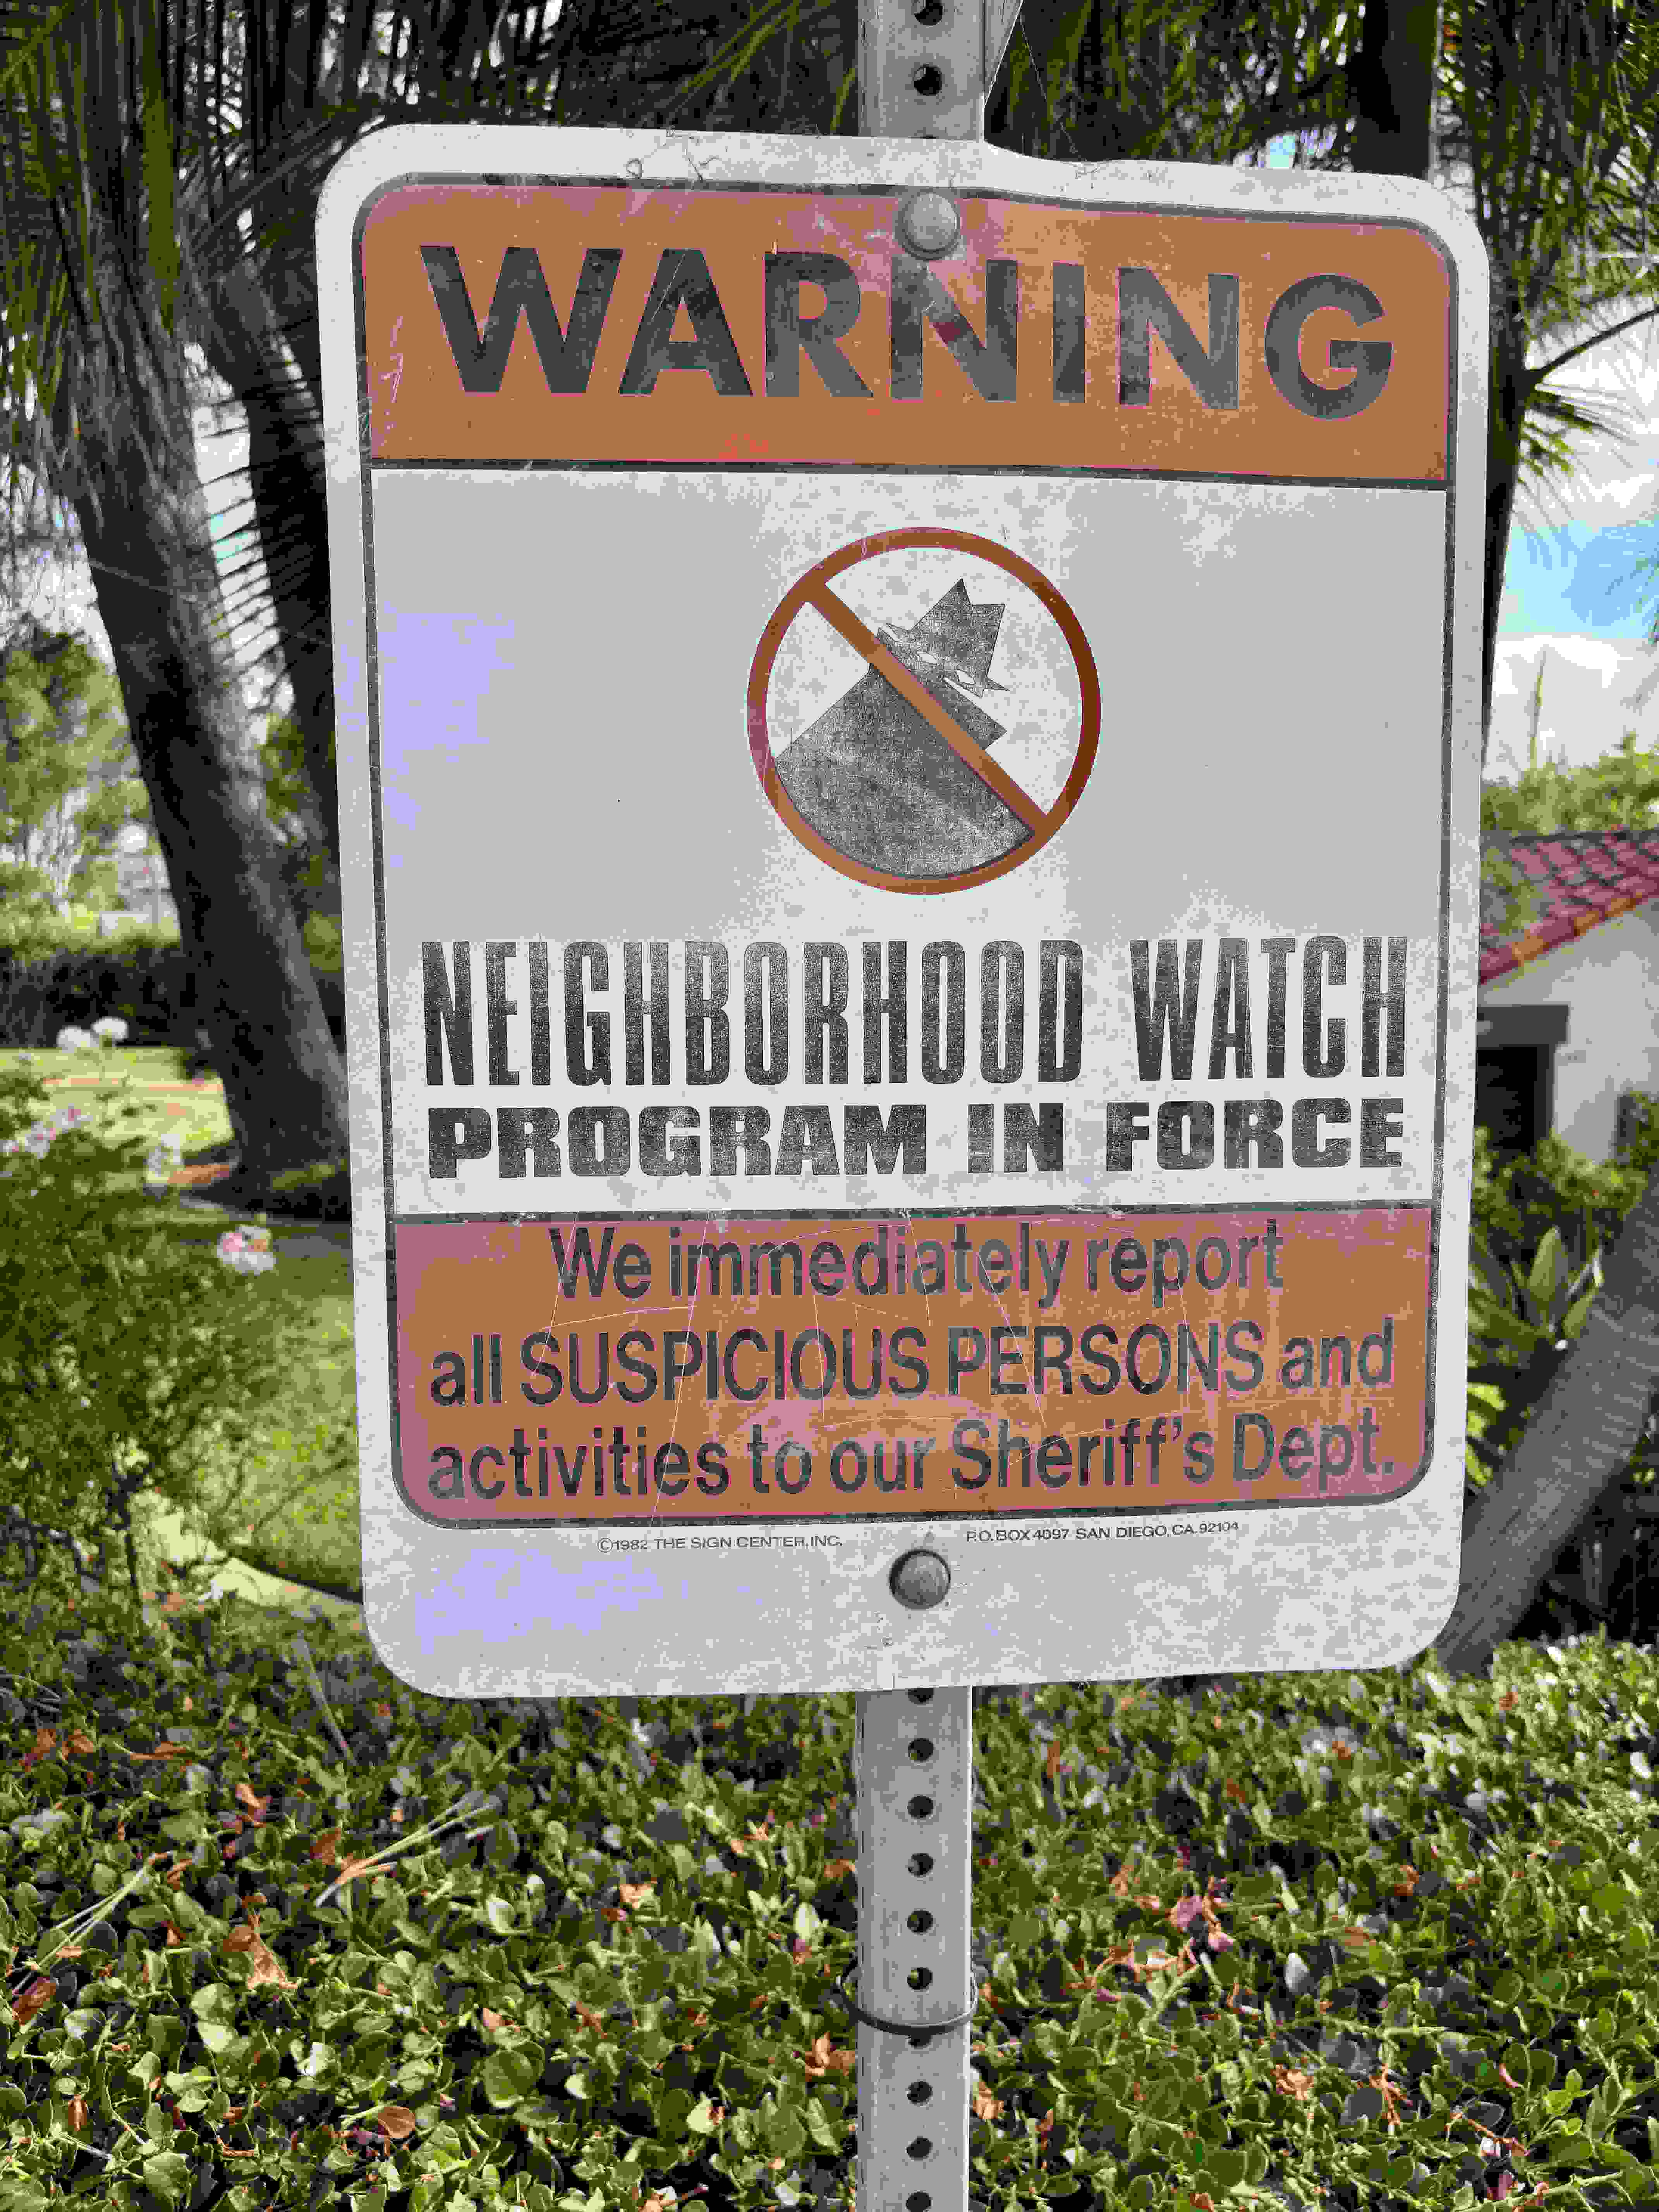 WARNING
NEIGHBORHOOD WATCH
PROGRAM IN FORCE
We immediately report
all SUSPICIOUS PERSONS and
activities to our Sheriff's Dept.
©1982 THE SIGN CENTER, INC. P.O. BOX 4097 SAN DIEGO, CA. 92104